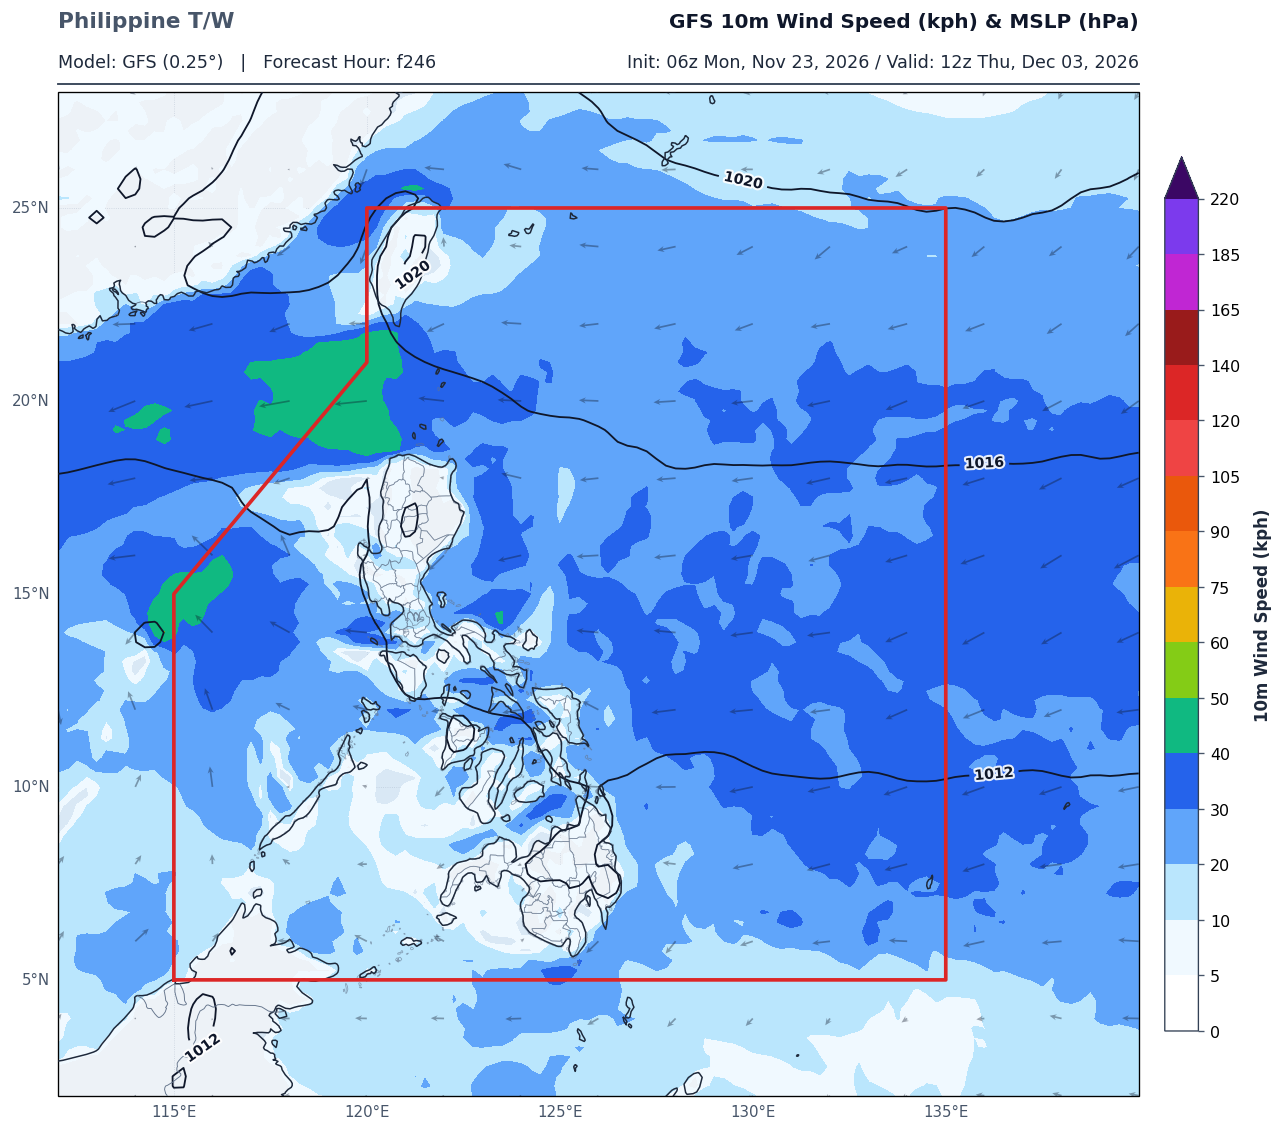 Philippine T/W
GFS 10m Wind Speed (kph) & MSLP (hPa)
Model: GFS (0.25°)   |   Forecast Hour: f246
Init: 06z Mon, Nov 23, 2026 / Valid: 12z Thu, Dec 03, 2026
1020
1020
1016
1012
1012
25°N
20°N
15°N
10°N
5°N
115°E
120°E
125°E
130°E
135°E
220
185
165
140
120
105
90
75
60
50
40
30
20
10
5
0
10m Wind Speed (kph)